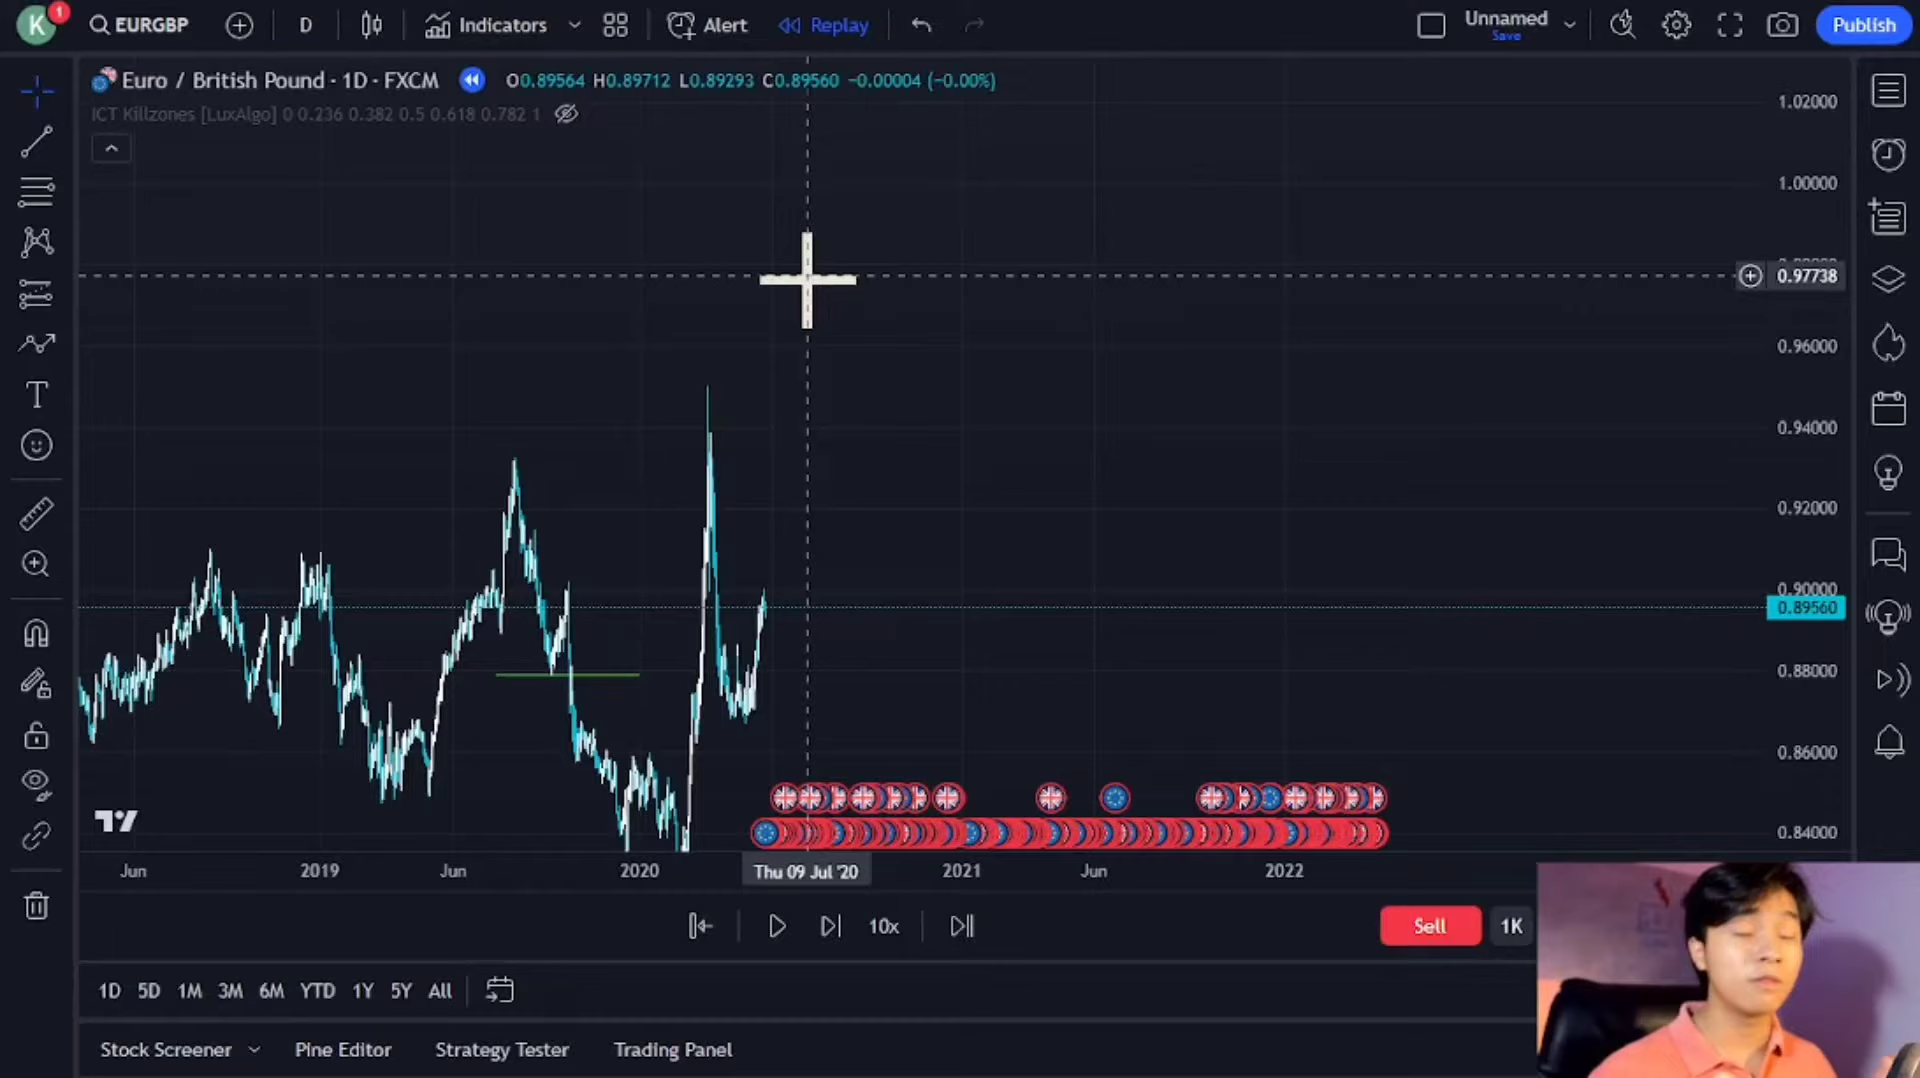 K 1 EURGBP D Indicators Alert Replay Unnamed Save Publish
Euro / British Pound · 1D · FXCM O0.89564 H0.89712 L0.89293 C0.89560 −0.00004 (−0.00%)
ICT Killzones [LuxAlgo] 0 0.236 0.382 0.5 0.618 0.782 1
1.02000
1.00000
0.97738
0.96000
0.94000
0.92000
0.90000
0.89560
0.88000
0.86000
0.84000
Jun 2019 Jun 2020 Thu 09 Jul '20 2021 Jun 2022
10x Sell 1K
1D 5D 1M 3M 6M YTD 1Y 5Y All
Stock Screener Pine Editor Strategy Tester Trading Panel